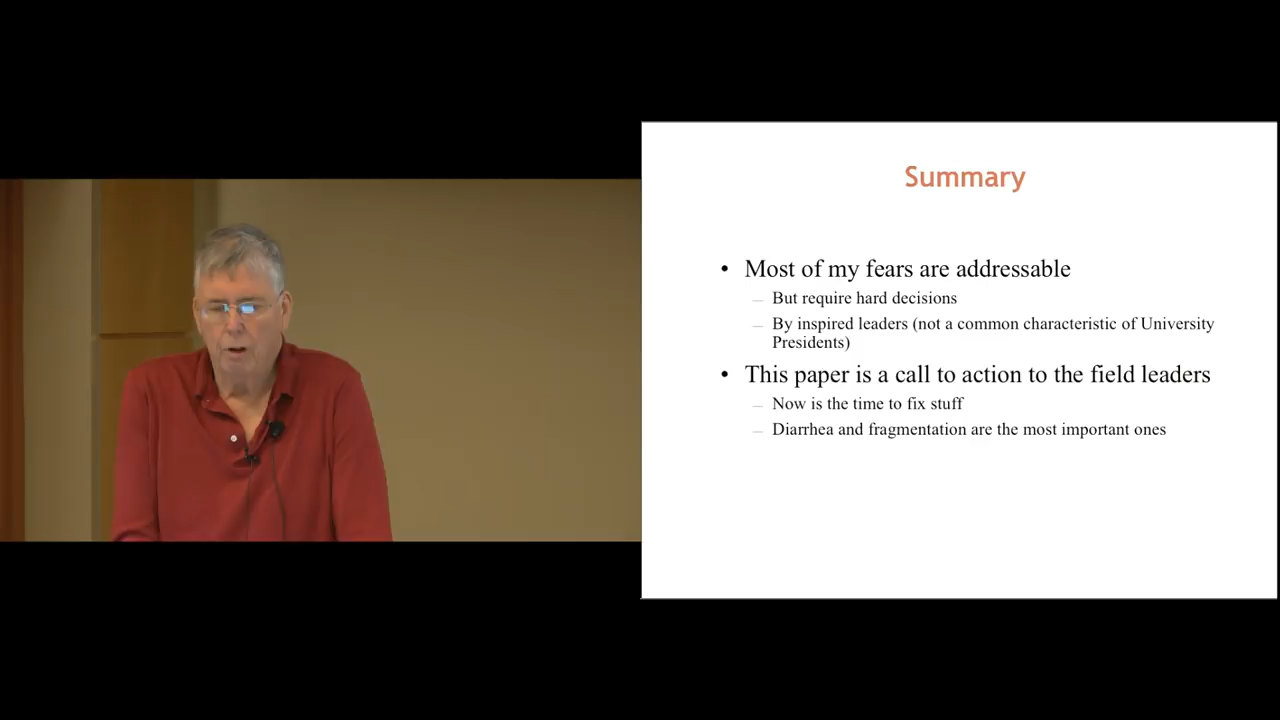 Summary
• Most of my fears are addressable
— But require hard decisions
— By inspired leaders (not a common characteristic of University
Presidents)
• This paper is a call to action to the field leaders
— Now is the time to fix stuff
— Diarrhea and fragmentation are the most important ones